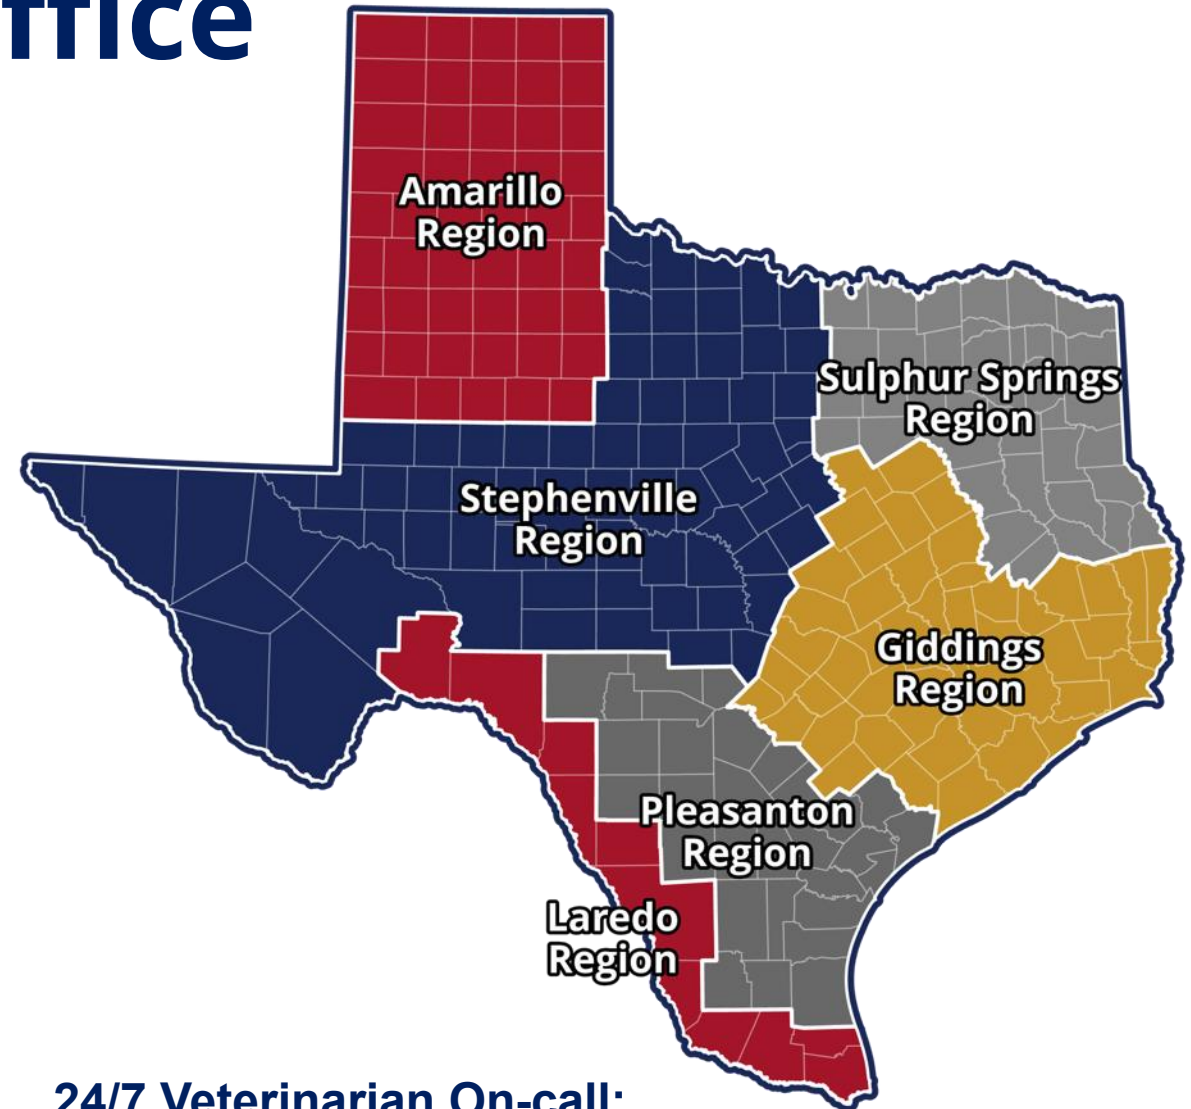 ffice
Amarillo
Region
Sulphur Springs
Region
Stephenville
Region
Giddings
Region
Pleasanton
Region
Laredo
Region
24/7 Veterinarian On-call: